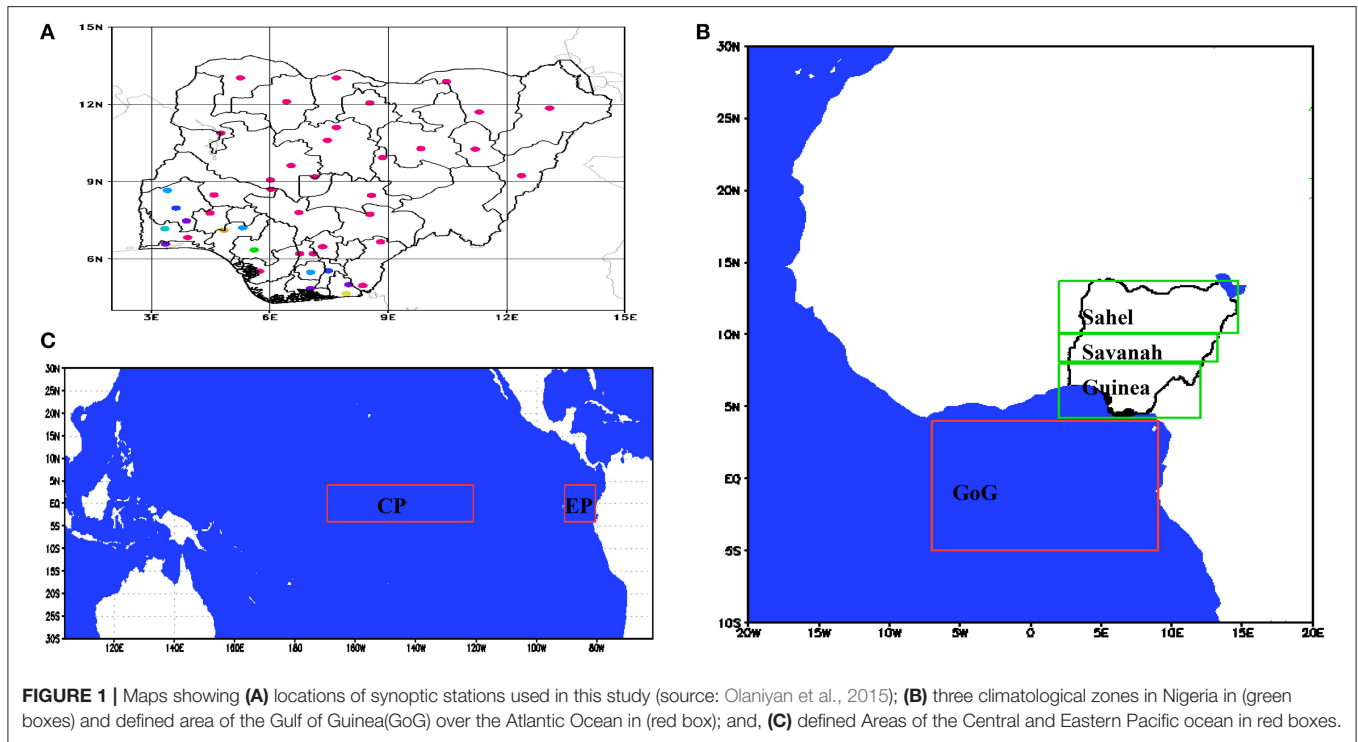 A
15N
12N
9N
6N
3E 6E 9E 12E 15E
B
30N
25N
20N
15N
10N
5N
EQ
5S
10S
20W 15W 10W 5W 0 5E 10E 15E 20E
Sahel
Savanah
Guinea
GoG
C
30N
25N
20N
15N
10N
5N
EQ
5S
10S
15S
20S
25S
30S
120E 140E 160E 180 160W 140W 120W 100W 80W
CP
EP
FIGURE 1 | Maps showing (A) locations of synoptic stations used in this study (source: Olaniyan et al., 2015); (B) three climatological zones in Nigeria in (green
boxes) and defined area of the Gulf of Guinea(GoG) over the Atlantic Ocean in (red box); and, (C) defined Areas of the Central and Eastern Pacific ocean in red boxes.